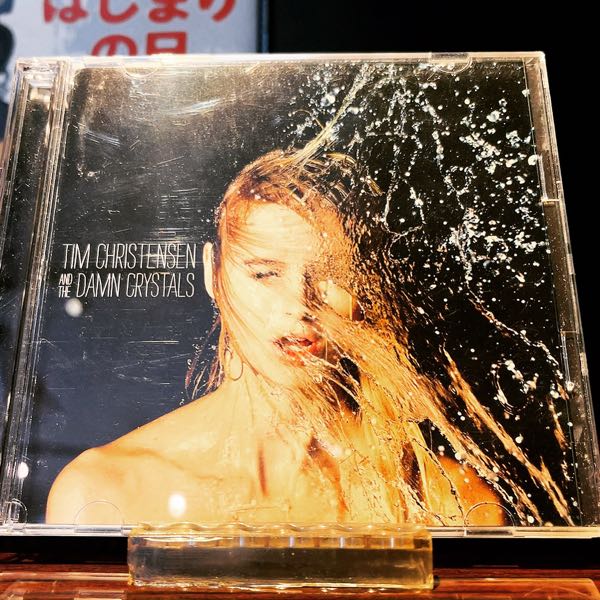 はじまり
の日
TIM CHRISTENSEN
AND THE DAMN CRYSTALS